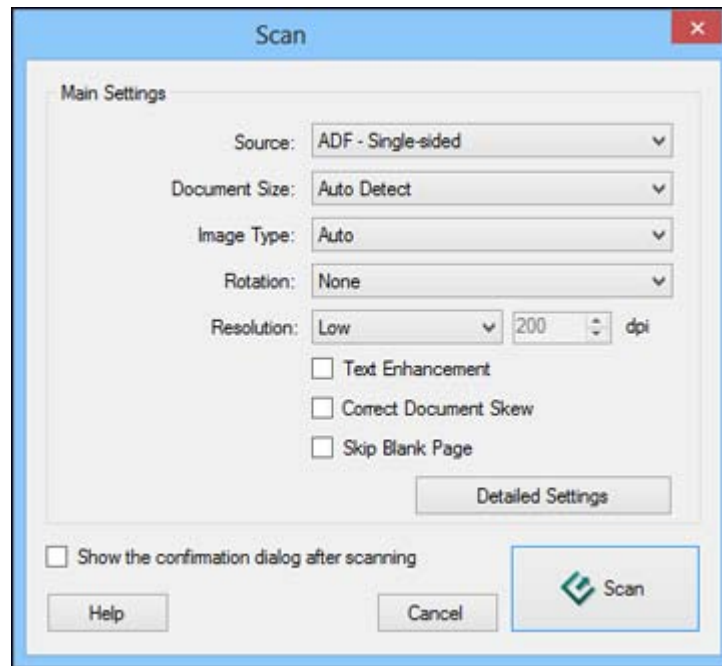 Scan
Main Settings
Source: ADF - Single-sided
Document Size: Auto Detect
Image Type: Auto
Rotation: None
Resolution: Low 200 dpi
Text Enhancement
Correct Document Skew
Skip Blank Page
Detailed Settings
Show the confirmation dialog after scanning
Scan
Help Cancel